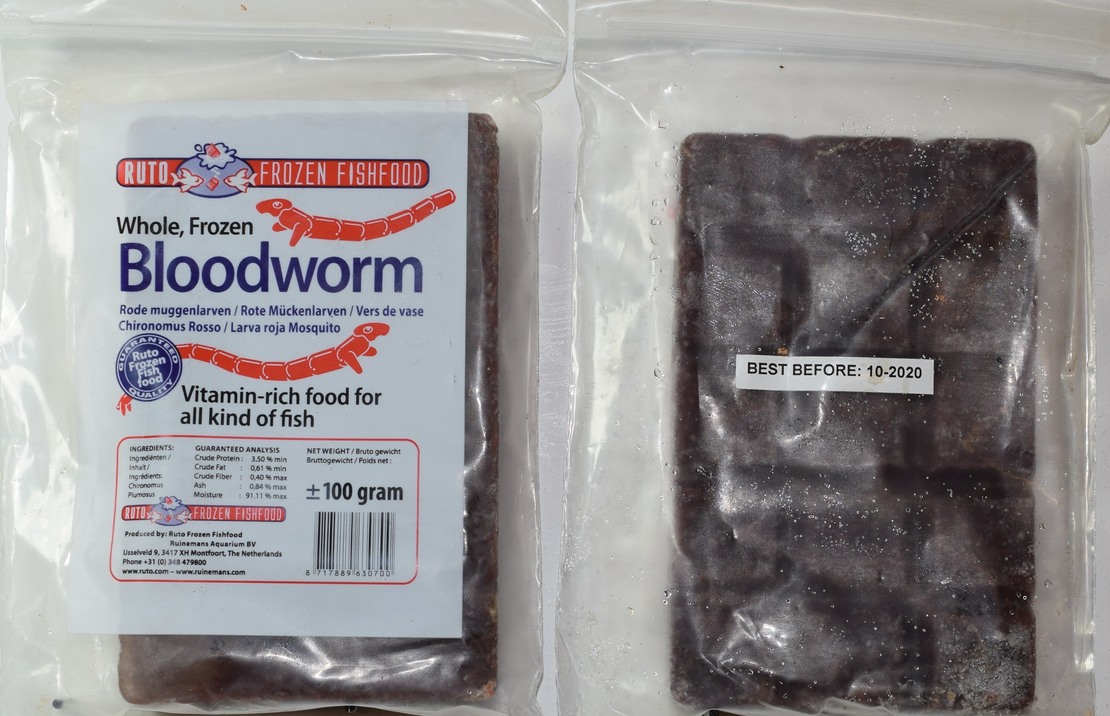 RUTO FROZEN FISHFOOD
Whole, Frozen
Bloodworm
Rode muggenlarven / Rote Mückenlarven / Vers de vase
Chironomus Rosso / Larva roja Mosquito
GUARANTEED
Ruto
Frozen
Fish
food
QUALITY
Vitamin-rich food for
all kind of fish
INGREDIENTS:
Ingrediënten /
Inhalt /
Ingrédients:
Chironomus
Plumosus
GUARANTEED ANALYSIS
Crude Protein : 3,50 % min
Crude Fat : 0,61 % min
Crude Fiber : 0,40 % max
Ash : 0,84 % max
Moisture : 91.11 % max
NET WEIGHT / Bruto gewicht
Bruttogewicht / Poids net :
±100 gram
RUTO FROZEN FISHFOOD
Produced by: Ruto Frozen Fishfood
Ruinemans Aquarium BV
IJsselveld 9, 3417 XH Montfoort, The Netherlands
Phone +31 (0) 348 479800
www.ruto.com – www.ruinemans.com
8 717889 630700
BEST BEFORE: 10-2020